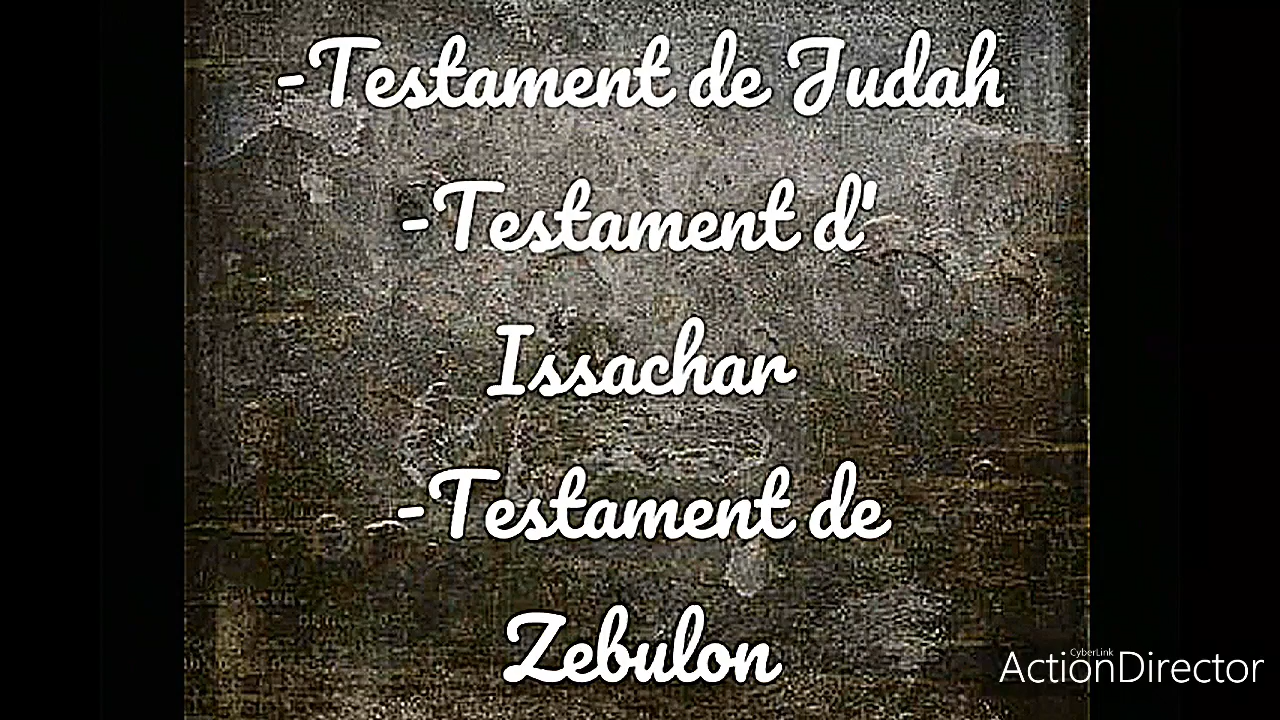 -Testament de Judah
-Testament d'
Issachar
-Testament de
Zebulon
CyberLink
ActionDirector